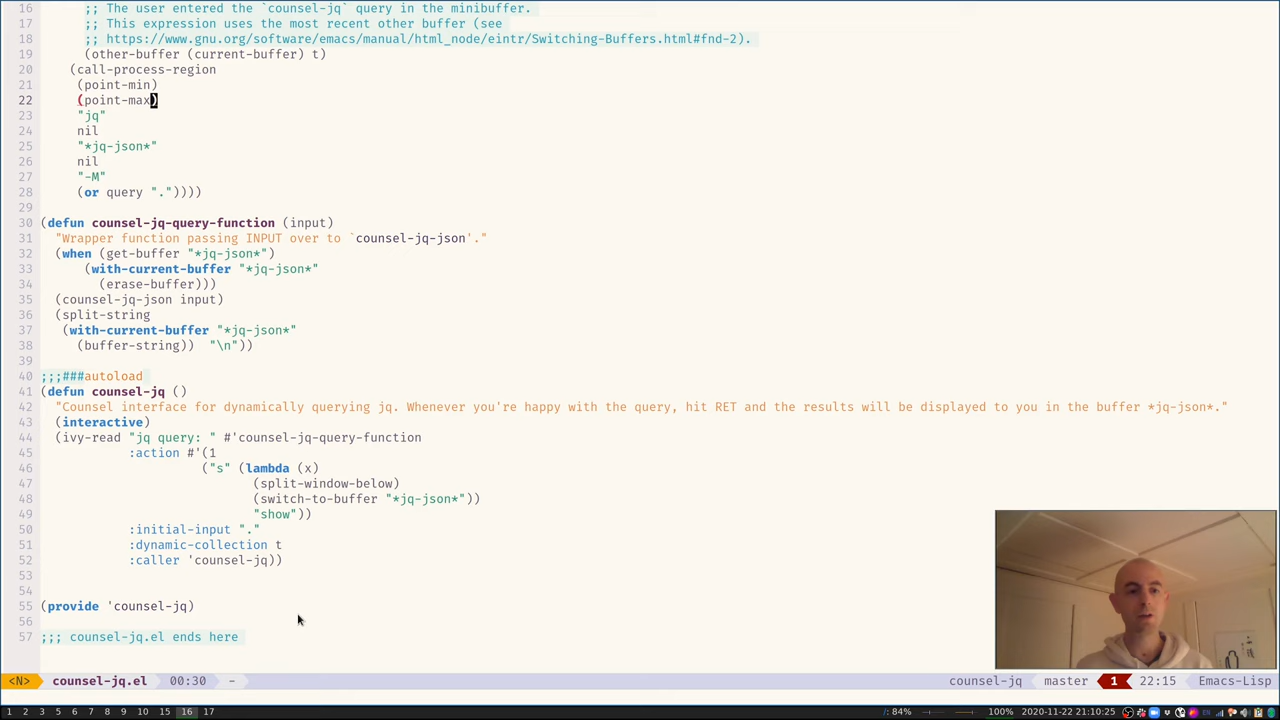 16 ;; The user entered the `counsel-jq` query in the minibuffer.
17 ;; This expression uses the most recent other buffer (see
18 ;; https://www.gnu.org/software/emacs/manual/html_node/eintr/Switching-Buffers.html#fnd-2).
19 (other-buffer (current-buffer) t)
20 (call-process-region
21 (point-min)
22 (point-max)
23 "jq"
24 nil
25 "*jq-json*"
26 nil
27 "-M"
28 (or query "."))))
29
30 (defun counsel-jq-query-function (input)
31 "Wrapper function passing INPUT over to `counsel-jq-json'."
32 (when (get-buffer "*jq-json*")
33 (with-current-buffer "*jq-json*"
34 (erase-buffer)))
35 (counsel-jq-json input)
36 (split-string
37 (with-current-buffer "*jq-json*"
38 (buffer-string)) "\n"))
39
40 ;;;###autoload
41 (defun counsel-jq ()
42 "Counsel interface for dynamically querying jq. Whenever you're happy with the query, hit RET and the results will be displayed to you in the buffer *jq-json*."
43 (interactive)
44 (ivy-read "jq query: " #'counsel-jq-query-function
45 :action #'(1
46 ("s" (lambda (x)
47 (split-window-below)
48 (switch-to-buffer "*jq-json*"))
49 "show"))
50 :initial-input "."
51 :dynamic-collection t
52 :caller 'counsel-jq))
53
54
55 (provide 'counsel-jq)
56
57 ;;; counsel-jq.el ends here
<N> counsel-jq.el 00:30 - counsel-jq master 1 22:15 Emacs-Lisp
1 2 3 4 5 6 7 8 9 10 15 16 17 /: 84% 100% 2020-11-22 21:10:25